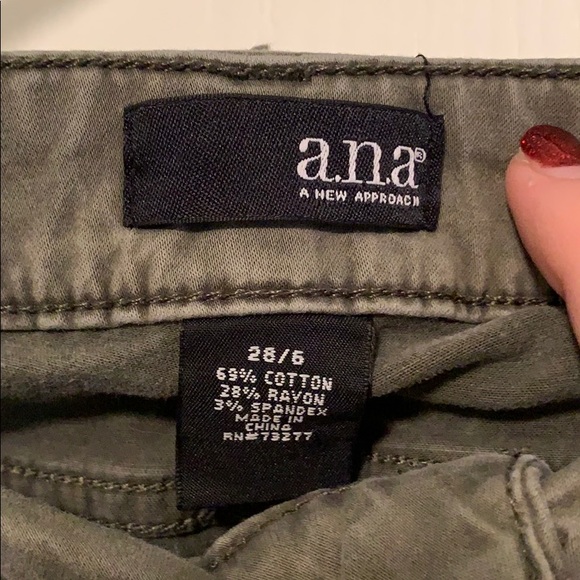 a.n.a®
A NEW APPROACH
28/6
69% COTTON
28% RAYON
3% SPANDEX
MADE IN
CHINA
RN#73277